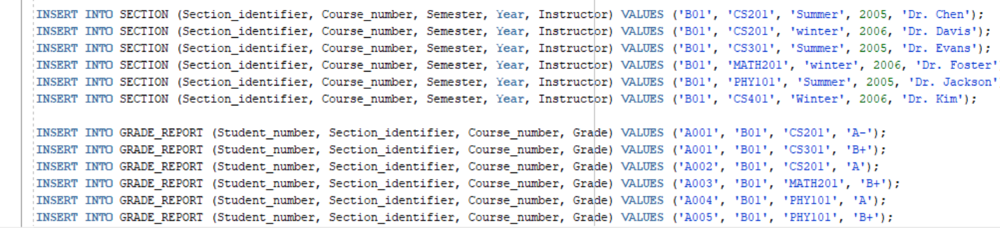 INSERT INTO SECTION (Section_identifier, Course_number, Semester, Year, Instructor) VALUES ('B01', 'CS201', 'Summer', 2005, 'Dr. Chen');
INSERT INTO SECTION (Section_identifier, Course_number, Semester, Year, Instructor) VALUES ('B01', 'CS201', 'winter', 2006, 'Dr. Davis');
INSERT INTO SECTION (Section_identifier, Course_number, Semester, Year, Instructor) VALUES ('B01', 'CS301', 'Summer', 2005, 'Dr. Evans');
INSERT INTO SECTION (Section_identifier, Course_number, Semester, Year, Instructor) VALUES ('B01', 'MATH201', 'winter', 2006, 'Dr. Foster'
INSERT INTO SECTION (Section_identifier, Course_number, Semester, Year, Instructor) VALUES ('B01', 'PHY101', 'Summer', 2005, 'Dr. Jackson'
INSERT INTO SECTION (Section_identifier, Course_number, Semester, Year, Instructor) VALUES ('B01', 'CS401', 'Winter', 2006, 'Dr. Kim');
INSERT INTO GRADE_REPORT (Student_number, Section_identifier, Course_number, Grade) VALUES ('A001', 'B01', 'CS201', 'A-');
INSERT INTO GRADE_REPORT (Student_number, Section_identifier, Course_number, Grade) VALUES ('A001', 'B01', 'CS301', 'B+');
INSERT INTO GRADE_REPORT (Student_number, Section_identifier, Course_number, Grade) VALUES ('A002', 'B01', 'CS201', 'A');
INSERT INTO GRADE_REPORT (Student_number, Section_identifier, Course_number, Grade) VALUES ('A003', 'B01', 'MATH201', 'B+');
INSERT INTO GRADE_REPORT (Student_number, Section_identifier, Course_number, Grade) VALUES ('A004', 'B01', 'PHY101', 'A');
INSERT INTO GRADE_REPORT (Student_number, Section_identifier, Course_number, Grade) VALUES ('A005', 'B01', 'PHY101', 'B+');